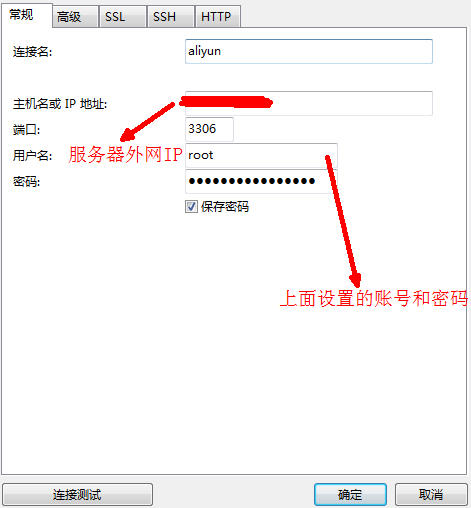 常规 高级 SSL SSH HTTP
连接名: aliyun
主机名或 IP 地址:
端口: 3306
服务器外网IP
用户名: root
密码: ●●●●●●●●●●●●●●●●
保存密码
上面设置的账号和密码
连接测试 确定 取消